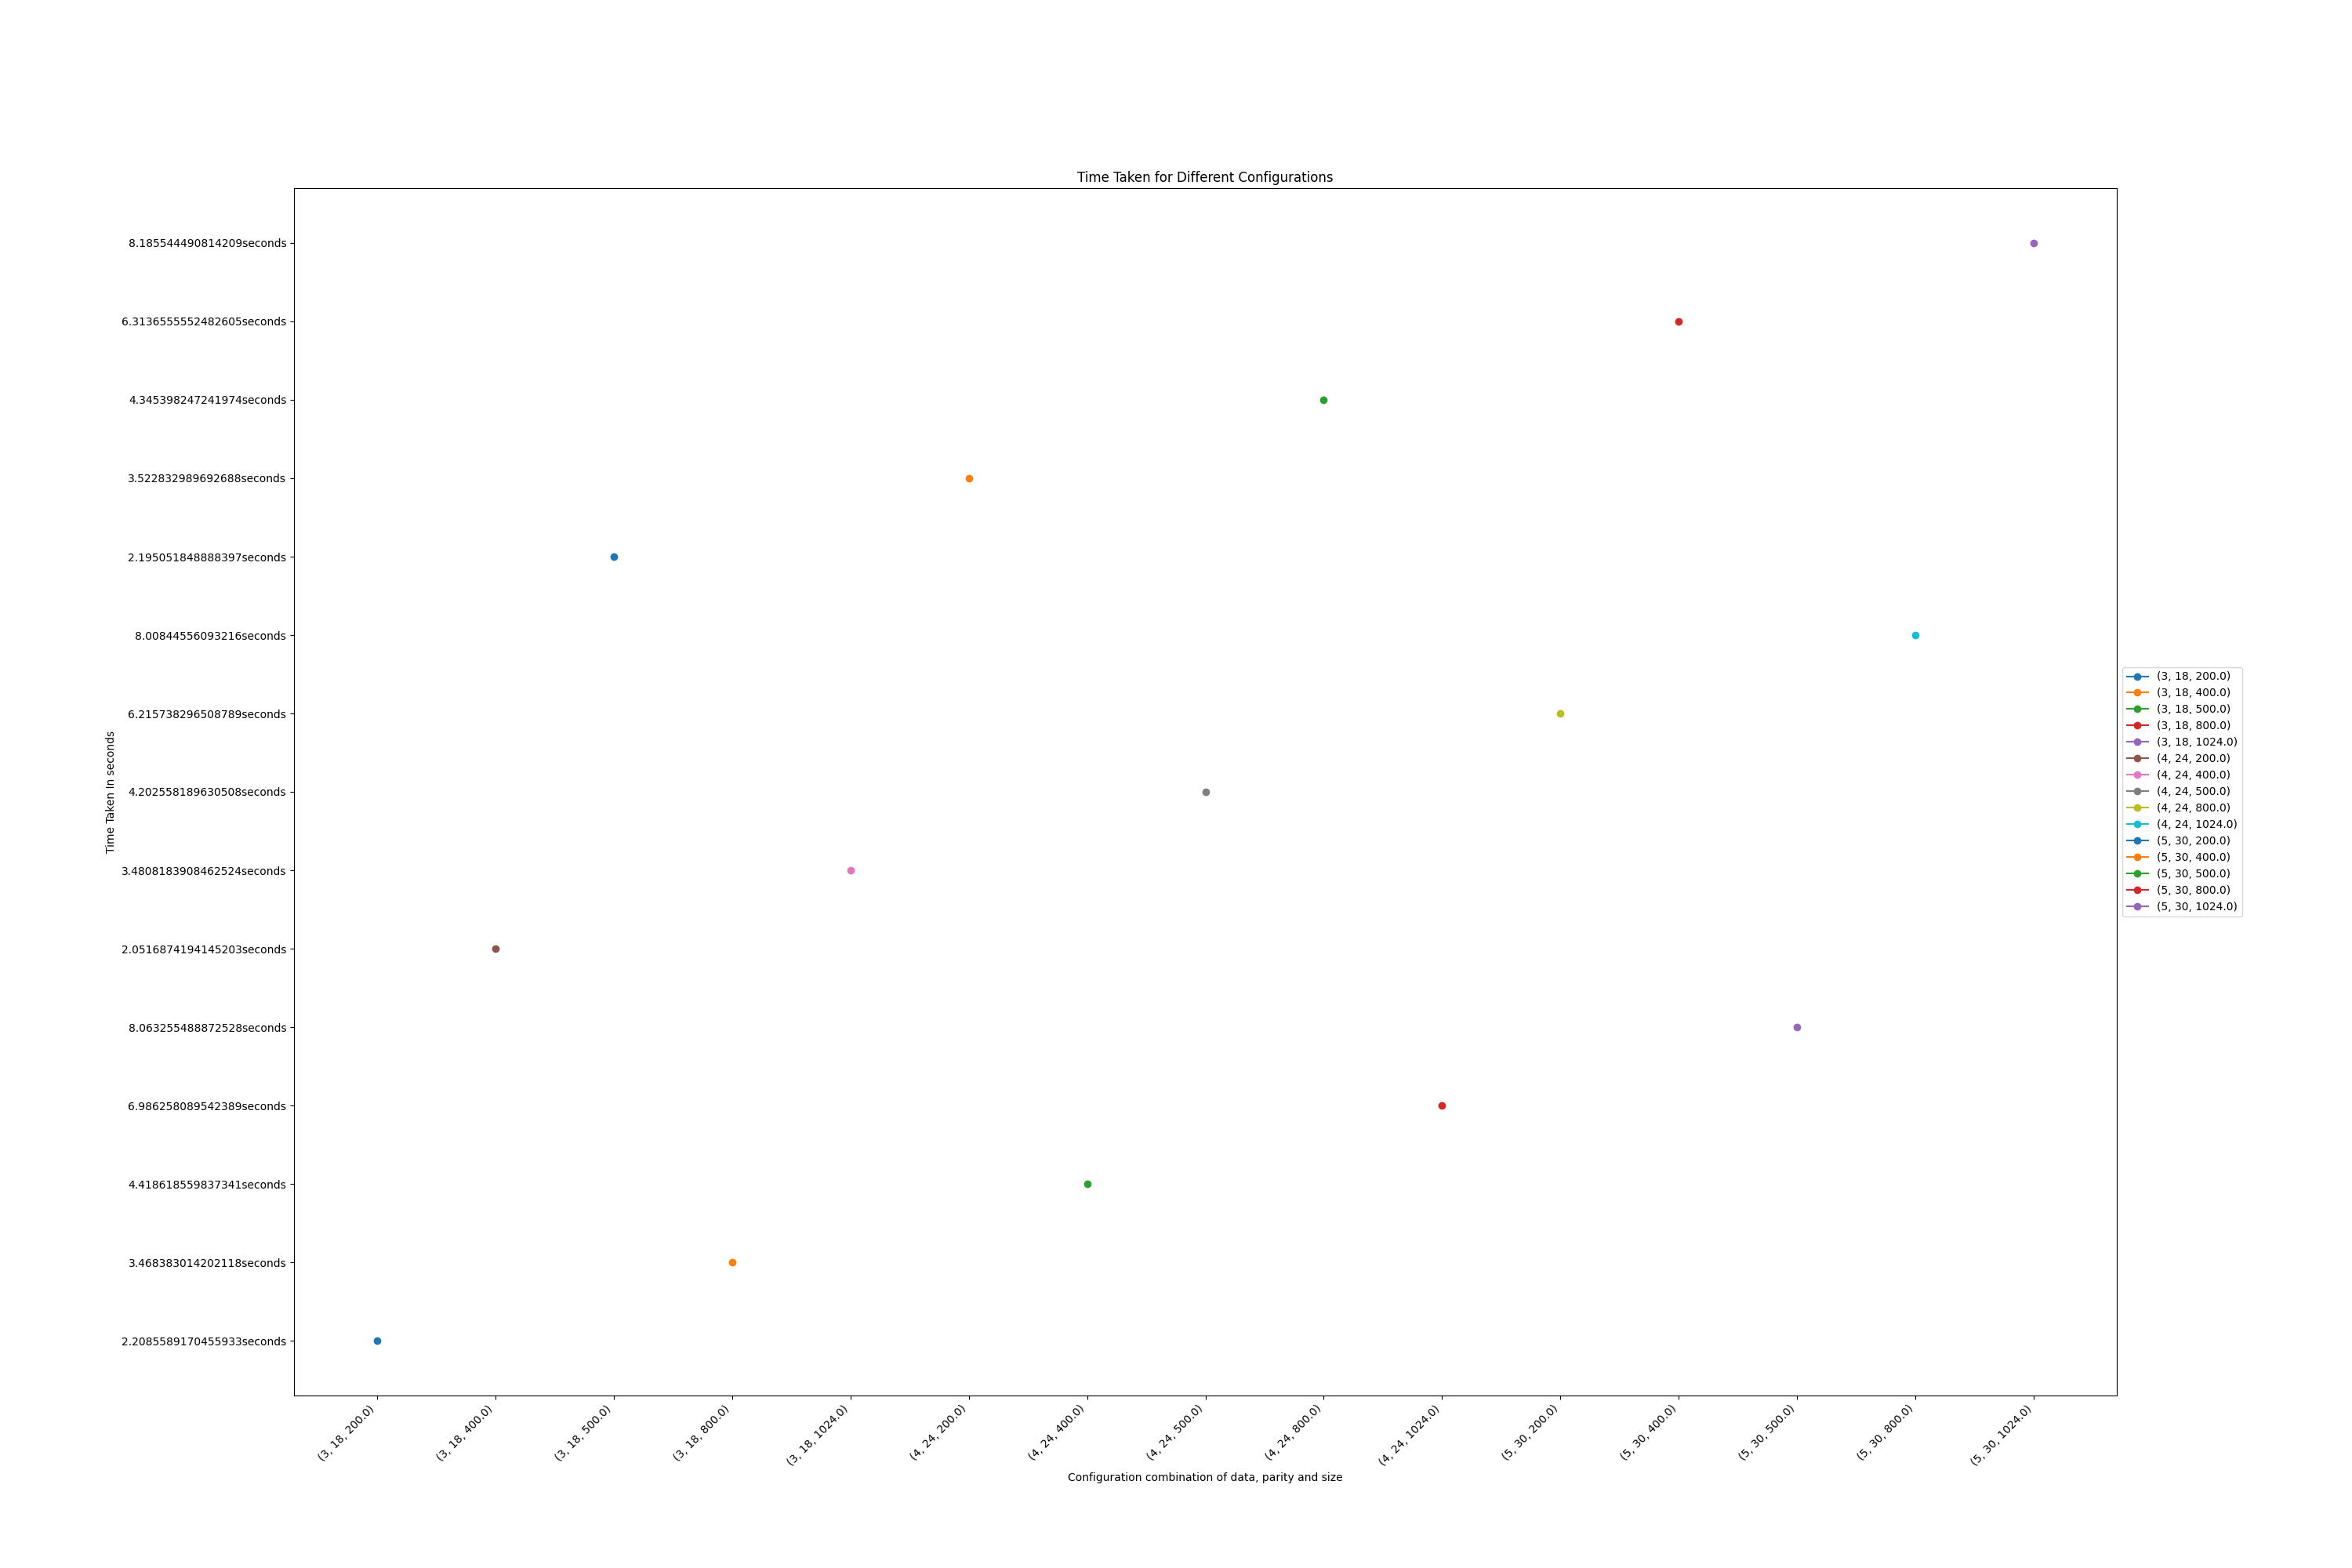 Time Taken for Different Configurations
8.185544490814209seconds
6.3136555552482605seconds
4.345398247241974seconds
3.522832989692688seconds
2.195051848888397seconds
8.00844556093216seconds
6.215738296508789seconds
4.202558189630508seconds
3.4808183908462524seconds
2.0516874194145203seconds
8.063255488872528seconds
6.986258089542389seconds
4.418618559837341seconds
3.468383014202118seconds
2.2085589170455933seconds
Time Taken In seconds
(3, 18, 200.0)
(3, 18, 400.0)
(3, 18, 500.0)
(3, 18, 800.0)
(3, 18, 1024.0)
(4, 24, 200.0)
(4, 24, 400.0)
(4, 24, 500.0)
(4, 24, 800.0)
(4, 24, 1024.0)
(5, 30, 200.0)
(5, 30, 400.0)
(5, 30, 500.0)
(5, 30, 800.0)
(5, 30, 1024.0)
Configuration combination of data, parity and size
(3, 18, 200.0)
(3, 18, 400.0)
(3, 18, 500.0)
(3, 18, 800.0)
(3, 18, 1024.0)
(4, 24, 200.0)
(4, 24, 400.0)
(4, 24, 500.0)
(4, 24, 800.0)
(4, 24, 1024.0)
(5, 30, 200.0)
(5, 30, 400.0)
(5, 30, 500.0)
(5, 30, 800.0)
(5, 30, 1024.0)